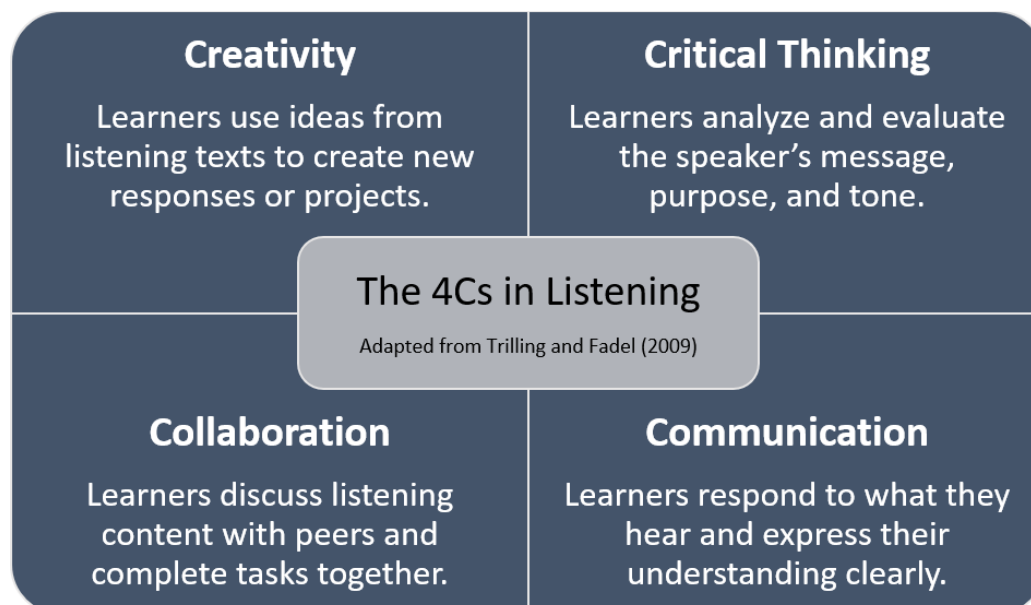 Creativity
Learners use ideas from
listening texts to create new
responses or projects.
Critical Thinking
Learners analyze and evaluate
the speaker’s message,
purpose, and tone.
The 4Cs in Listening
Adapted from Trilling and Fadel (2009)
Collaboration
Learners discuss listening
content with peers and
complete tasks together.
Communication
Learners respond to what they
hear and express their
understanding clearly.